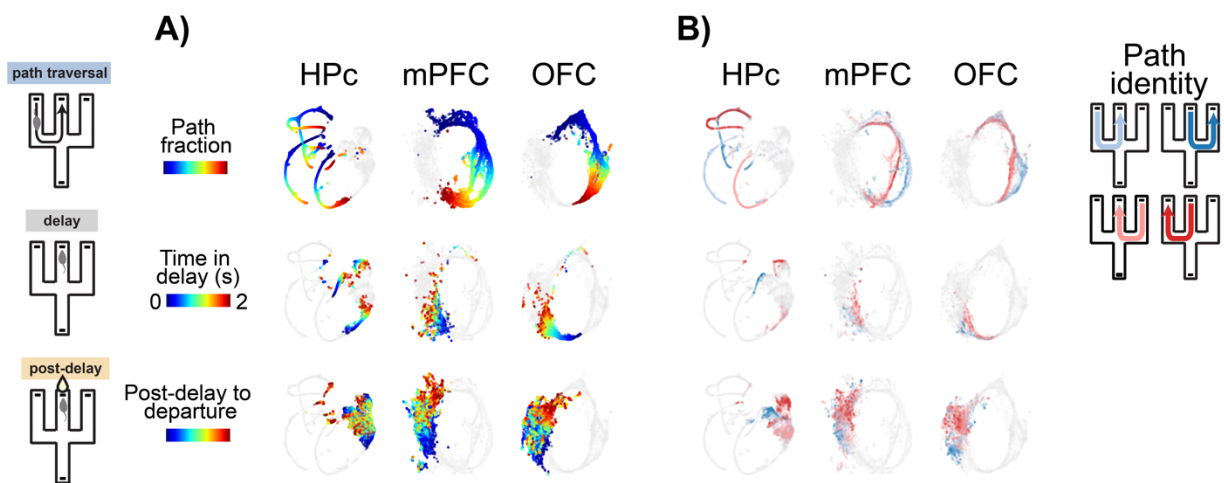 A)
B)
HPc mPFC OFC
HPc mPFC OFC
Path
identity
path traversal
Path
fraction
delay
Time in
delay (s)
0 2
post-delay
Post-delay to
departure